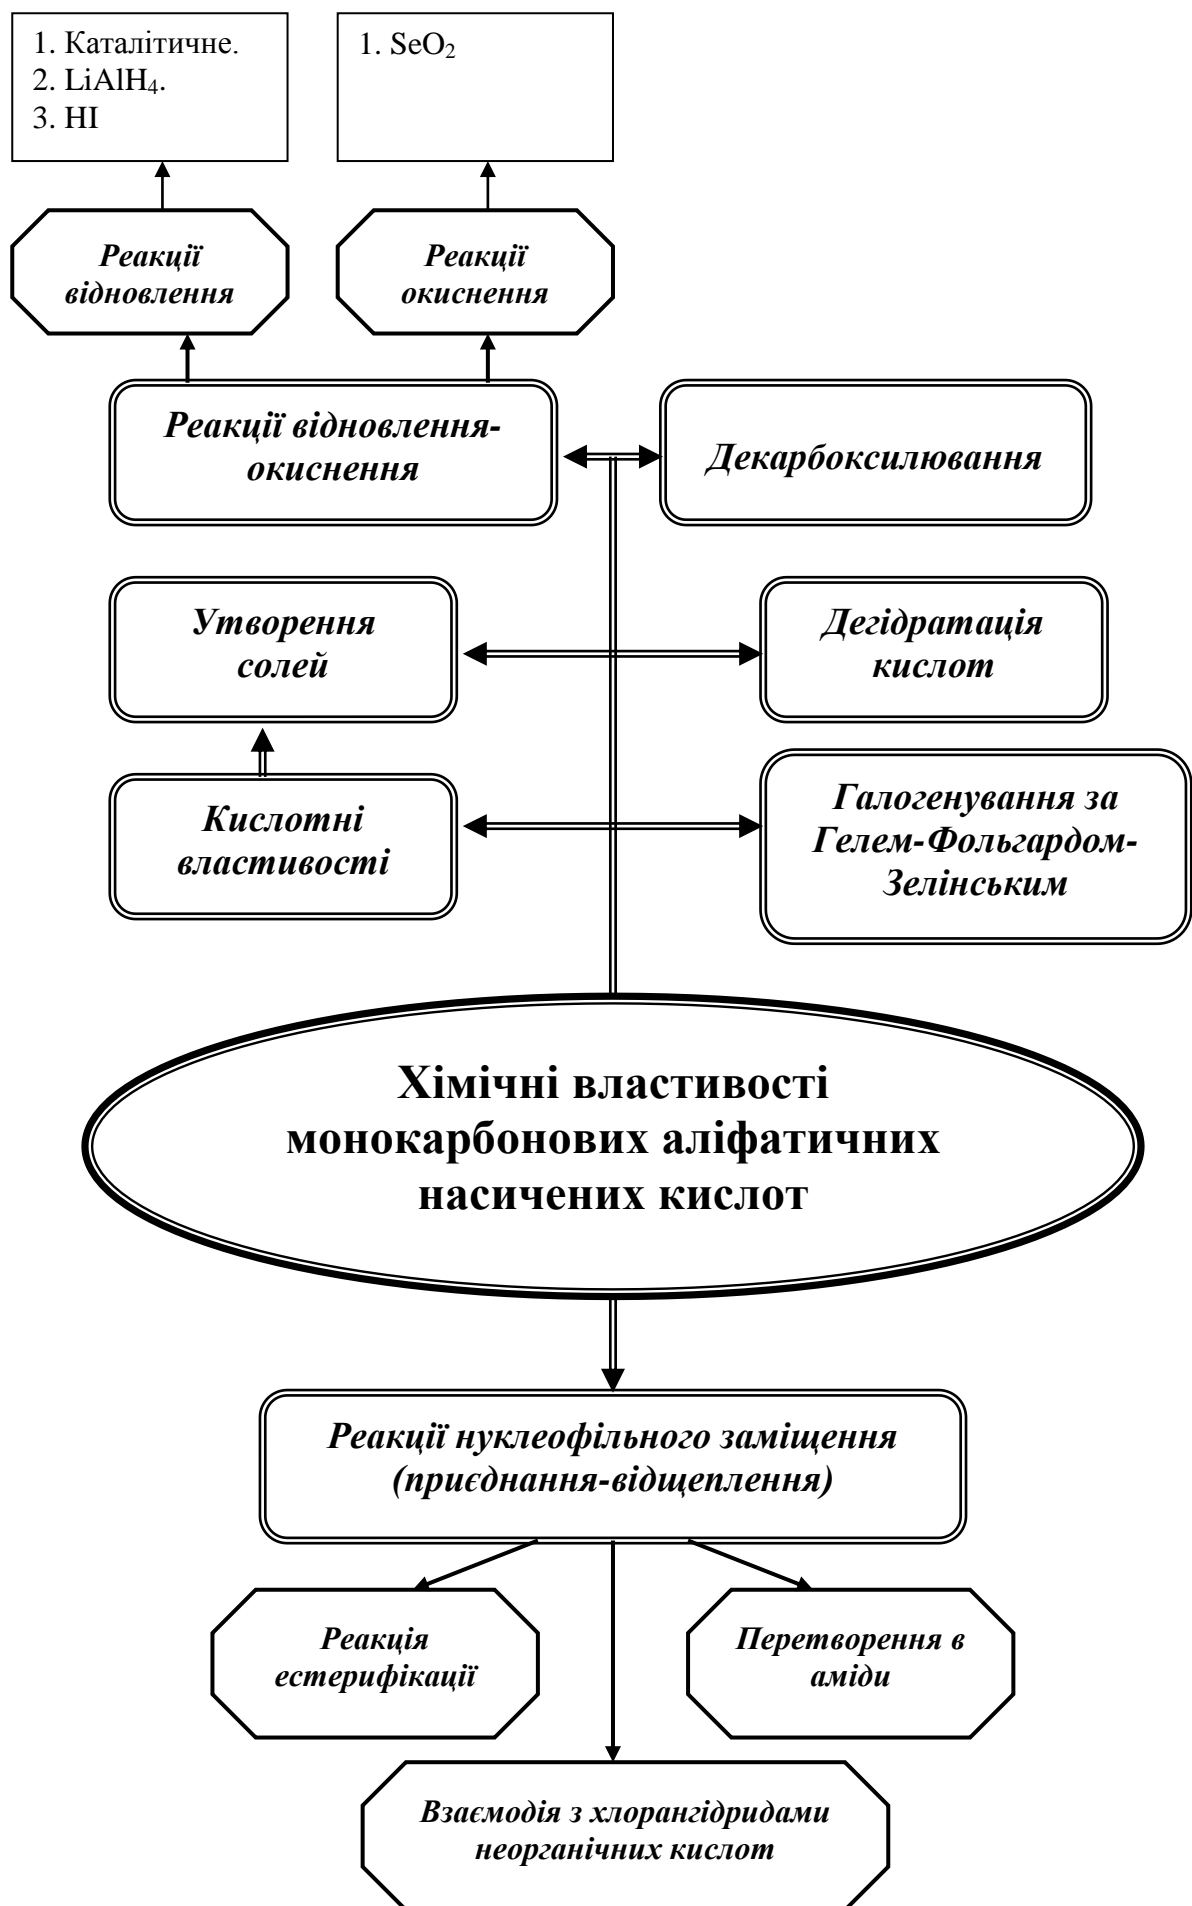 1. Каталітичне.
2. LiAlH₄.
3. HI
1. SeO₂
Реакції
відновлення
Реакції
окиснення
Реакції відновлення-
окиснення
Декарбоксилювання
Утворення
солей
Дегідратація
кислот
Кислотні
властивості
Галогенування за
Гелем-Фольгардом-
Зелінським
Хімічні властивості
монокарбонових аліфатичних
насичених кислот
Реакції нуклеофільного заміщення
(приєднання-відщеплення)
Реакція
естерифікації
Перетворення в
аміди
Взаємодія з хлорангідридами
неорганічних кислот